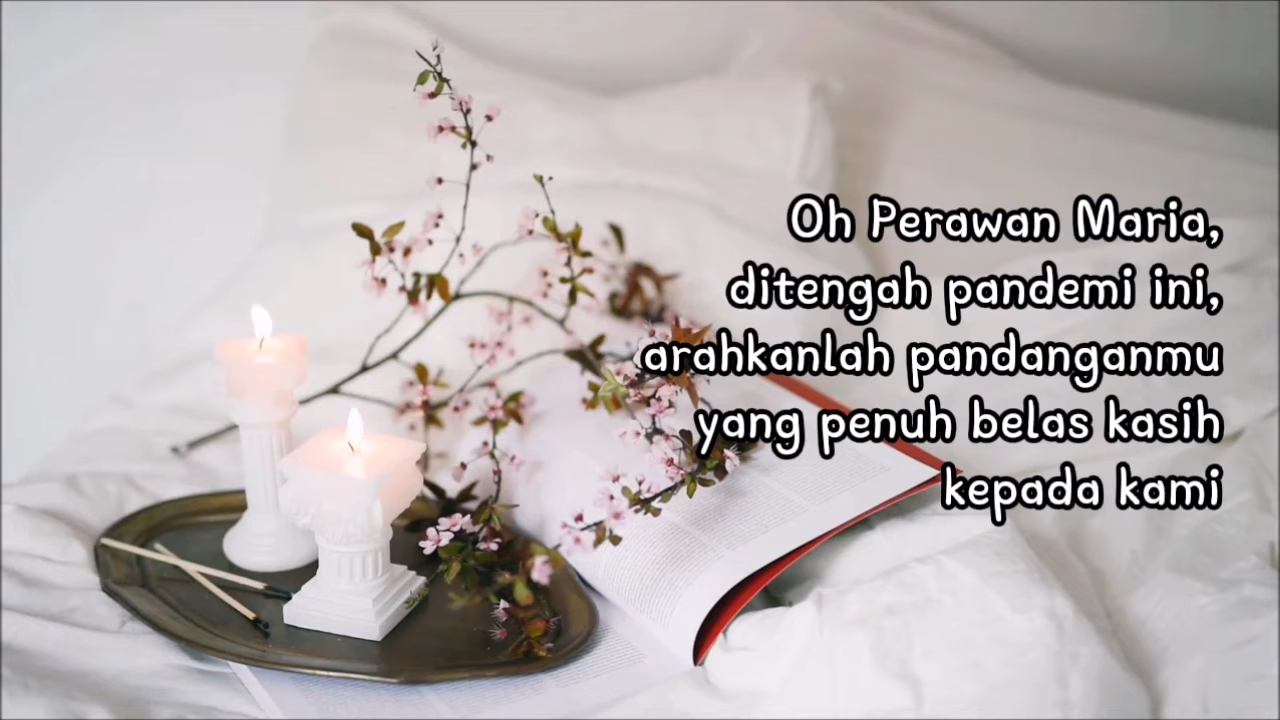 Oh Perawan Maria,
ditengah pandemi ini,
arahkanlah pandanganmu
yang penuh belas kasih
kepada kami